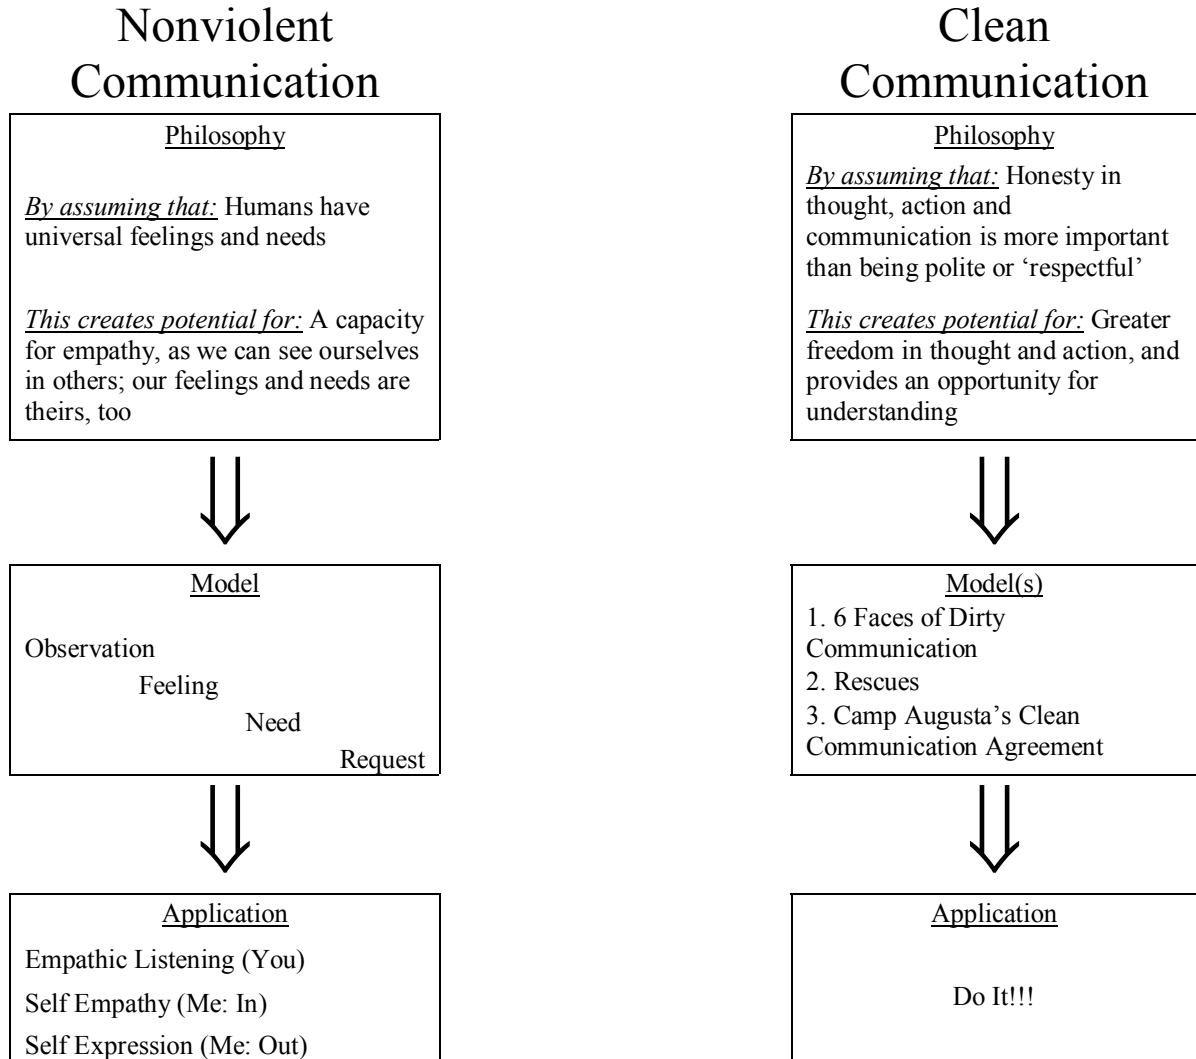 Nonviolent
Communication
Philosophy
By assuming that: Humans have
universal feelings and needs
This creates potential for: A capacity
for empathy, as we can see ourselves
in others; our feelings and needs are
theirs, too
Model
Observation
Feeling
Need
Request
Application
Empathic Listening (You)
Self Empathy (Me: In)
Self Expression (Me: Out)
Clean
Communication
Philosophy
By assuming that: Honesty in
thought, action and
communication is more important
than being polite or ‘respectful’
This creates potential for: Greater
freedom in thought and action, and
provides an opportunity for
understanding
Model(s)
1. 6 Faces of Dirty
Communication
2. Rescues
3. Camp Augusta’s Clean
Communication Agreement
Application
Do It!!!